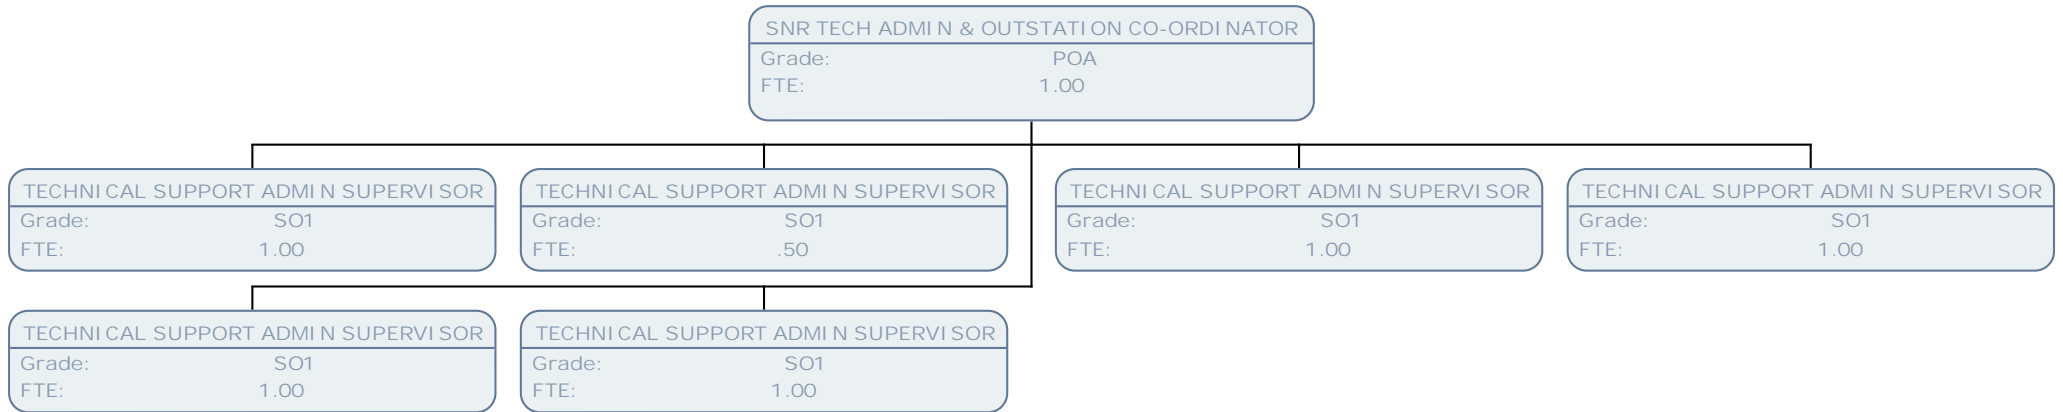 SNR TECH ADMIN & OUTSTATION CO-ORDINATOR
Grade: POA
FTE: 1.00
TECHNICAL SUPPORT ADMIN SUPERVISOR
Grade: SO1
FTE: 1.00
TECHNICAL SUPPORT ADMIN SUPERVISOR
Grade: SO1
FTE: .50
TECHNICAL SUPPORT ADMIN SUPERVISOR
Grade: SO1
FTE: 1.00
TECHNICAL SUPPORT ADMIN SUPERVISOR
Grade: SO1
FTE: 1.00
TECHNICAL SUPPORT ADMIN SUPERVISOR
Grade: SO1
FTE: 1.00
TECHNICAL SUPPORT ADMIN SUPERVISOR
Grade: SO1
FTE: 1.00